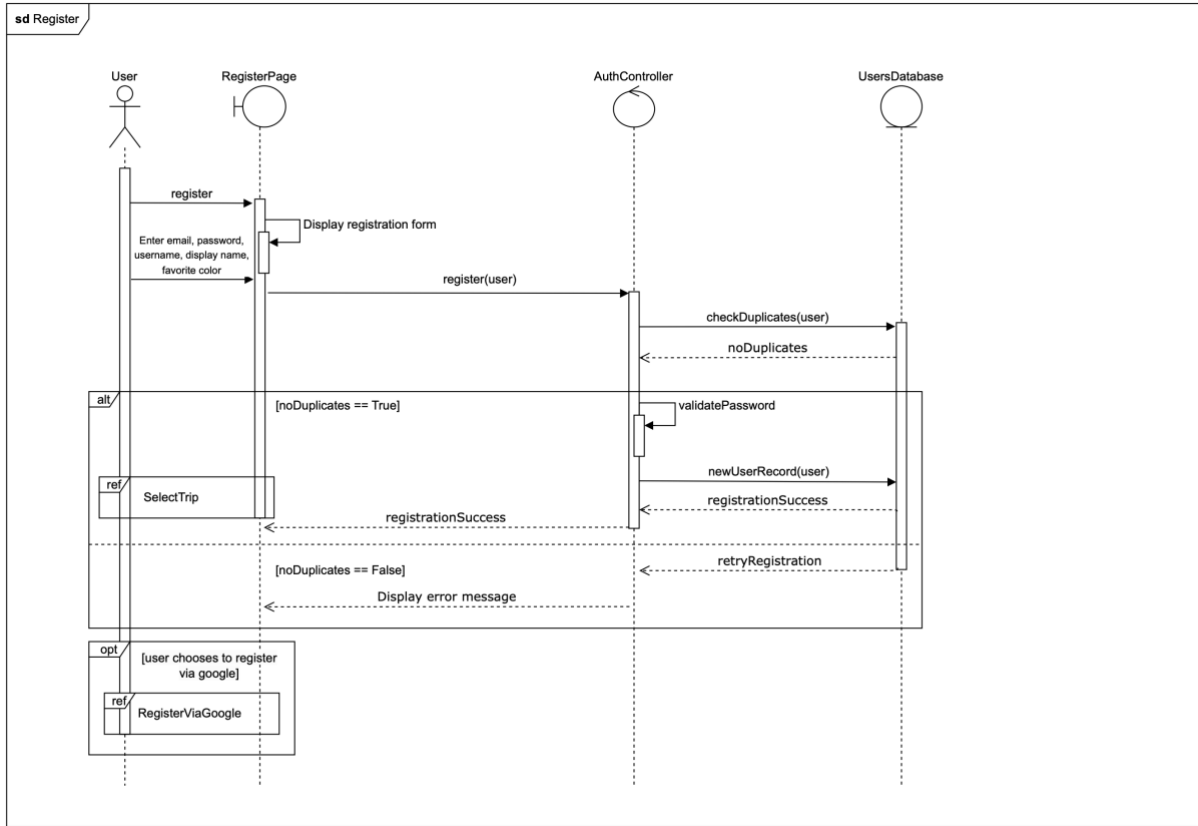 sd Register
User
RegisterPage
AuthController
UsersDatabase
register
Display registration form
Enter email, password,
username, display name,
favorite color
register(user)
checkDuplicates(user)
noDuplicates
alt
[noDuplicates == True]
validatePassword
newUserRecord(user)
ref
SelectTrip
registrationSuccess
registrationSuccess
retryRegistration
[noDuplicates == False]
Display error message
opt
[user chooses to register
via google]
ref
RegisterViaGoogle